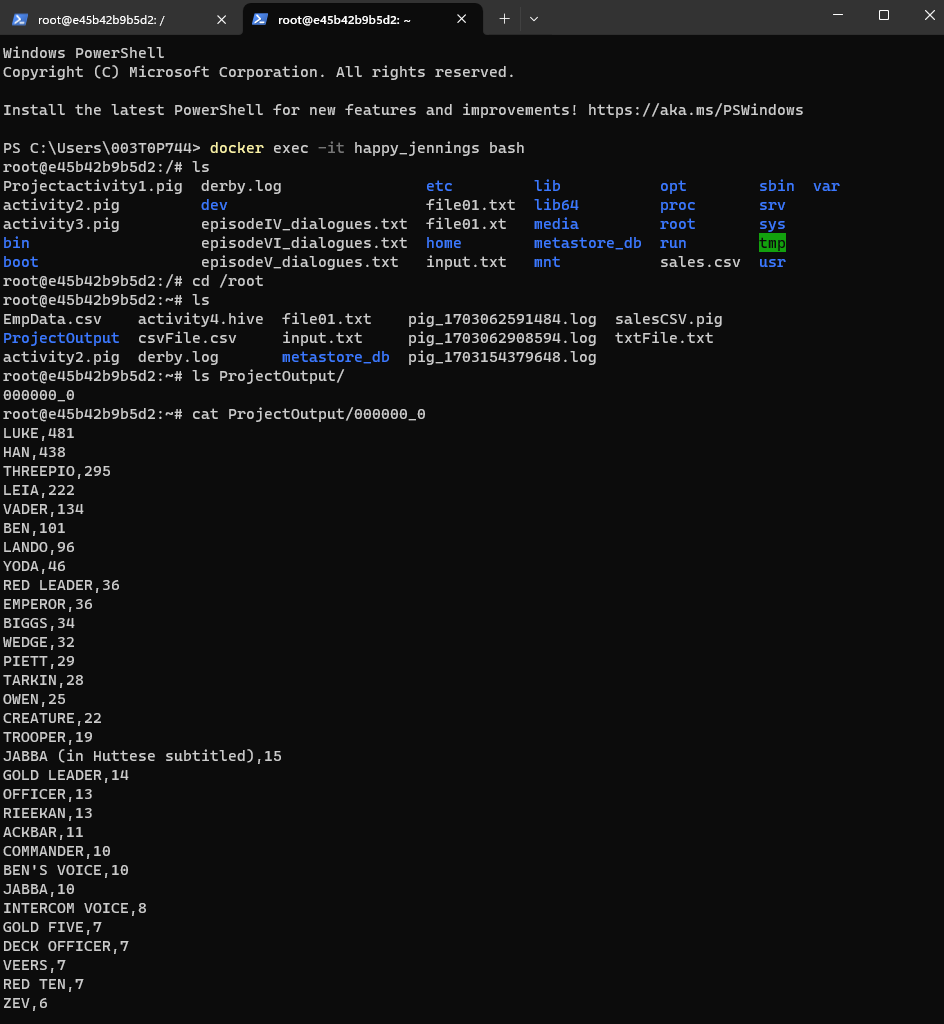 root@e45b42b9b5d2: /
root@e45b42b9b5d2: ~
Windows PowerShell
Copyright (C) Microsoft Corporation. All rights reserved.
Install the latest PowerShell for new features and improvements! https://aka.ms/PSWindows
PS C:\Users\003T0P744> docker exec -it happy_jennings bash
root@e45b42b9b5d2:/# ls
Projectactivity1.pig  derby.log                etc        lib           opt        sbin  var
activity2.pig         dev                      file01.txt  lib64         proc       srv
activity3.pig         episodeIV_dialogues.txt  file01.xt  media         root       sys
bin                   episodeVI_dialogues.txt  home       metastore_db  run        tmp
boot                  episodeV_dialogues.txt   input.txt  mnt           sales.csv  usr
root@e45b42b9b5d2:/# cd /root
root@e45b42b9b5d2:~# ls
EmpData.csv    activity4.hive  file01.txt    pig_1703062591484.log  salesCSV.pig
ProjectOutput  csvFile.csv     input.txt     pig_1703062908594.log  txtFile.txt
activity2.pig  derby.log       metastore_db  pig_1703154379648.log
root@e45b42b9b5d2:~# ls ProjectOutput/
000000_0
root@e45b42b9b5d2:~# cat ProjectOutput/000000_0
LUKE,481
HAN,438
THREEPIO,295
LEIA,222
VADER,134
BEN,101
LANDO,96
YODA,46
RED LEADER,36
EMPEROR,36
BIGGS,34
WEDGE,32
PIETT,29
TARKIN,28
OWEN,25
CREATURE,22
TROOPER,19
JABBA (in Huttese subtitled),15
GOLD LEADER,14
OFFICER,13
RIEEKAN,13
ACKBAR,11
COMMANDER,10
BEN'S VOICE,10
JABBA,10
INTERCOM VOICE,8
GOLD FIVE,7
DECK OFFICER,7
VEERS,7
RED TEN,7
ZEV,6